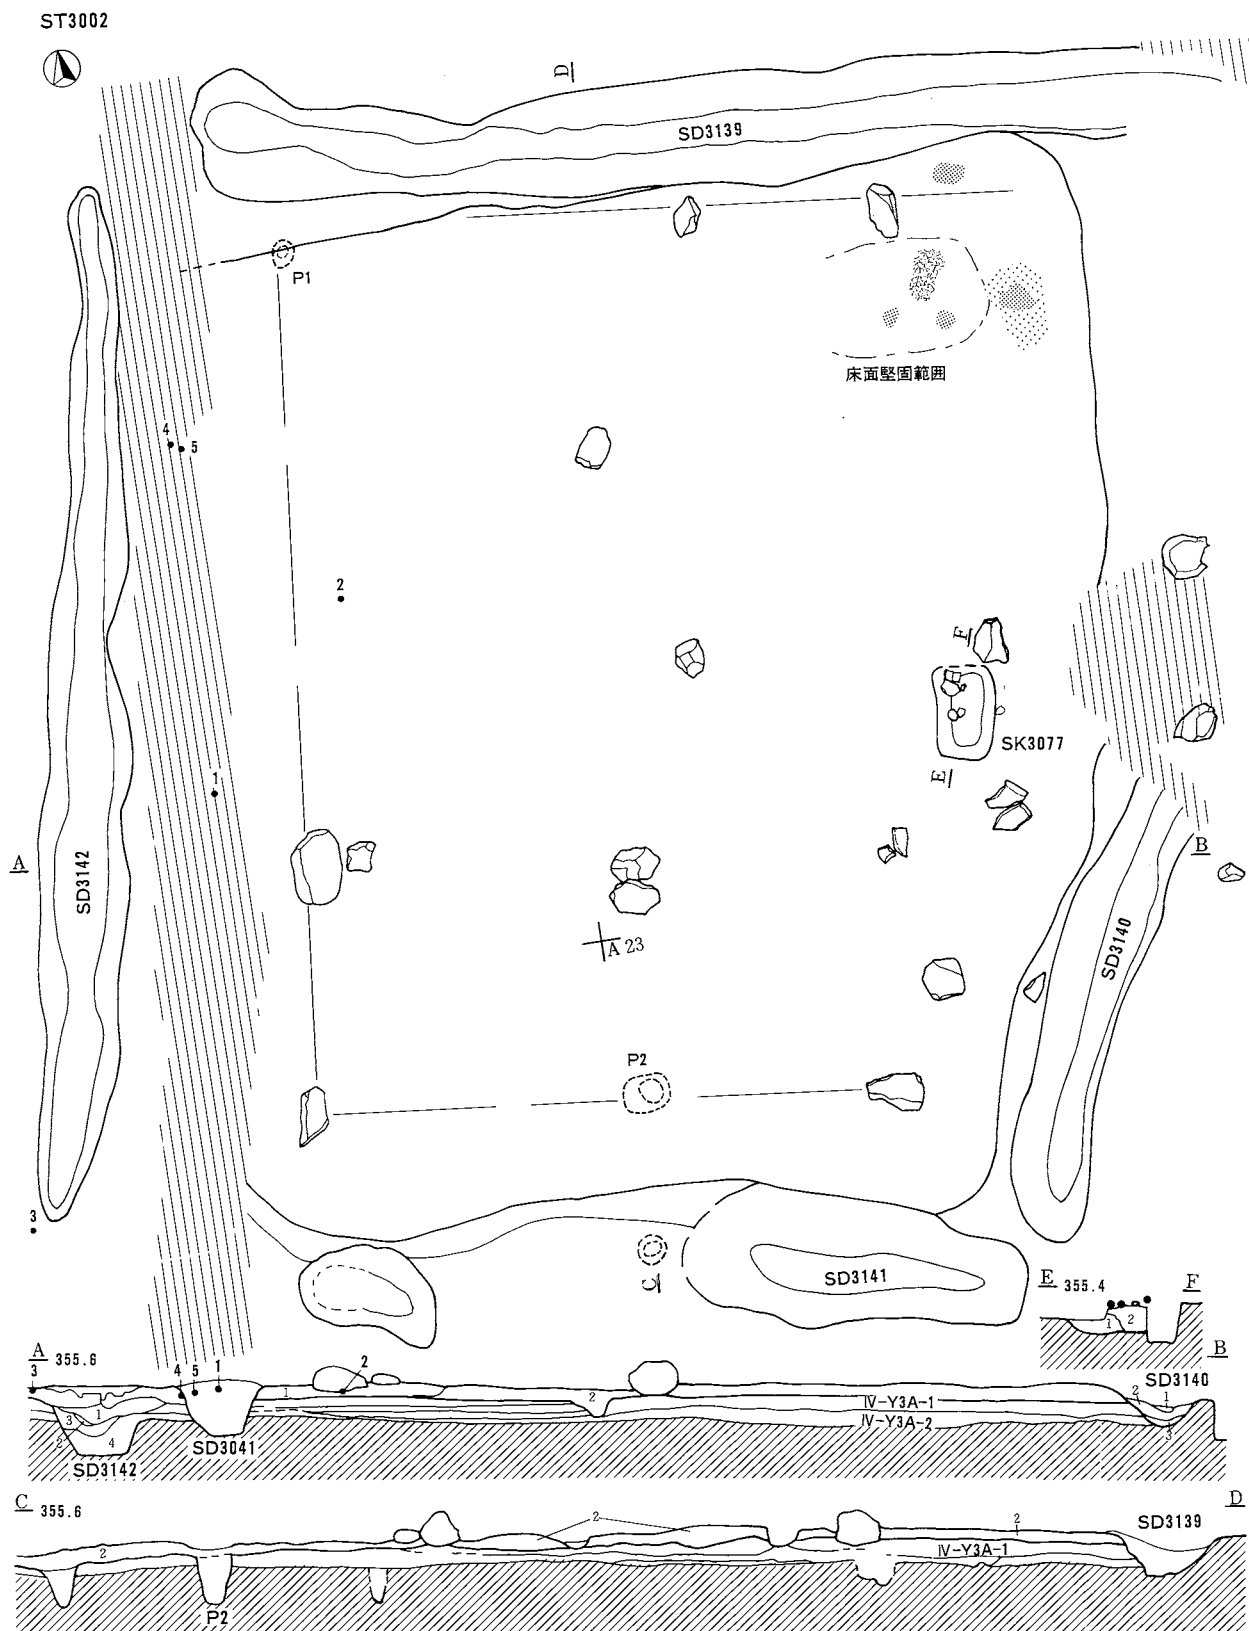 ST3002
D
SD3139
P1
床面堅固範囲
4 5
2
F
SK3077
E
1
A
SD3142
B
SD3140
A 23
P2
3
C
SD3141
E 355.4 F
1 2
A 355.6 B
3 4 5 1 2 SD3140
1 2 2 1
IV-Y3A-1
3 1 IV-Y3A-2
2 4 3
SD3142 SD3041
C 355.6 D
2 2 SD3139
2 IV-Y3A-1
P2